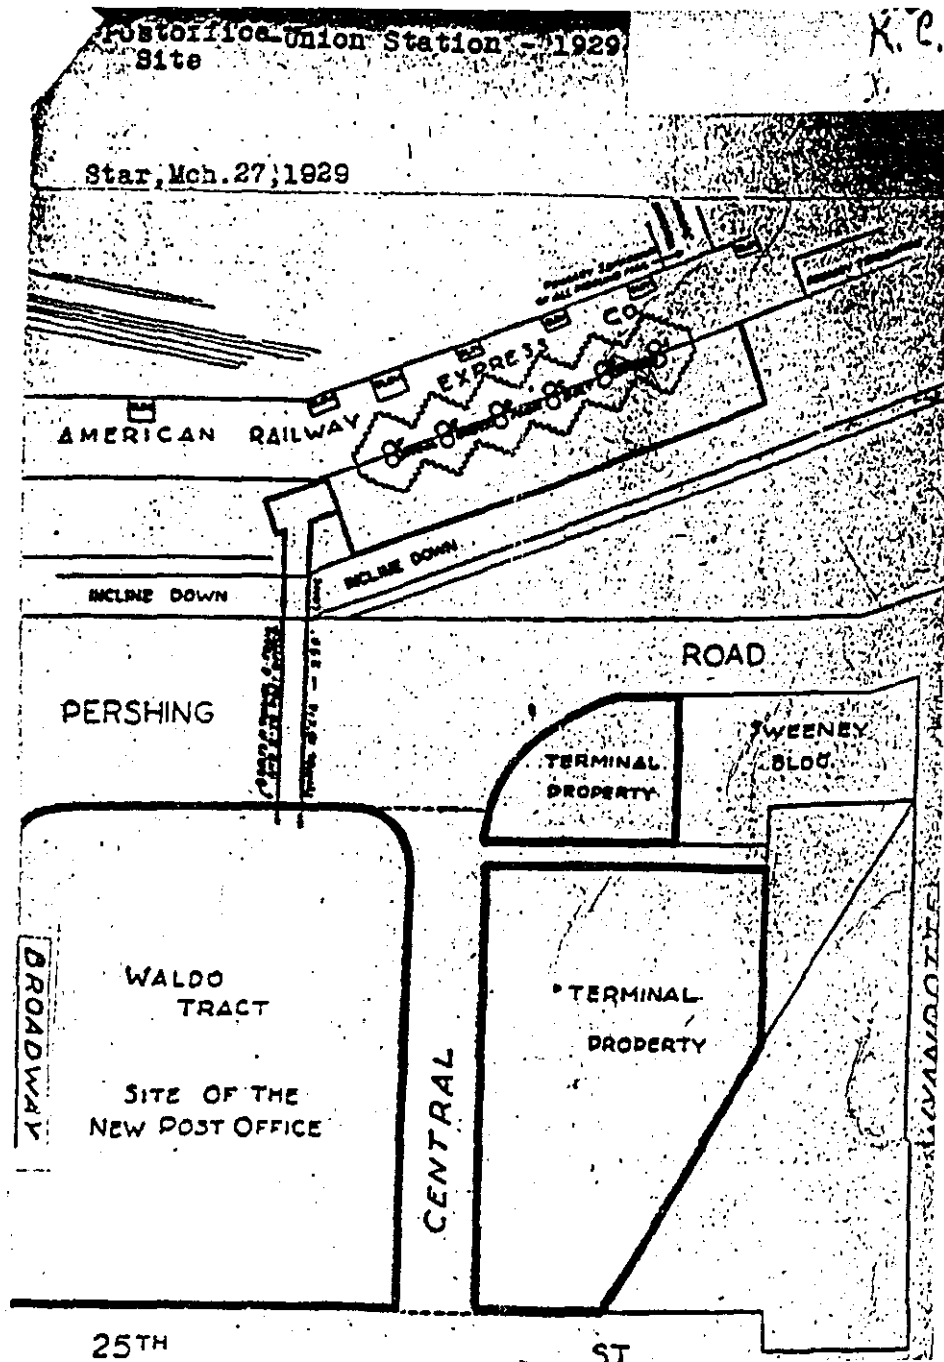 Postoffice-Union Station - 1929
Site
K.C.
Star,Mch.27,1929
EXPRESS CO
AMERICAN RAILWAY
INCLINE DOWN
INCLINE DOWN
ROAD
PERSHING
SWEENEY
BLDG.
TERMINAL
PROPERTY
BROADWAY
WALDO
TRACT
SITE OF THE
NEW POST OFFICE
CENTRAL
TERMINAL
PROPERTY
WYANDOTTE
25TH ST